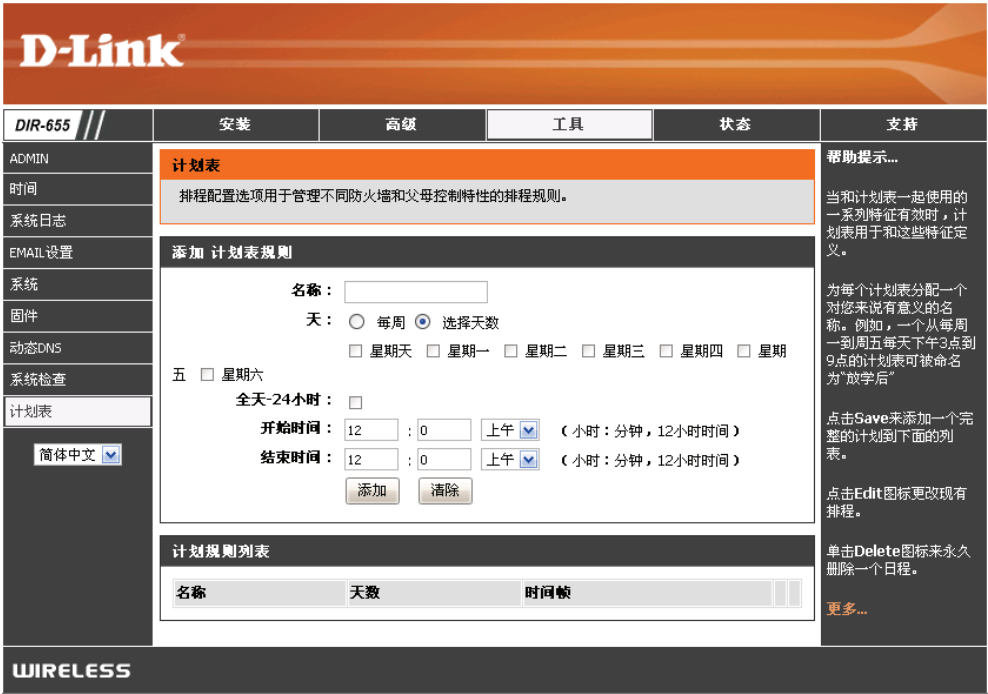 D-Link
DIR-655
安装
高级
工具
状态
支持
ADMIN
时间
系统日志
EMAIL设置
系统
固件
动态DNS
系统检查
计划表
简体中文
计划表
排程配置选项用于管理不同防火墙和父母控制特性的排程规则。
添加 计划表规则
名称：
天： 每周 选择天数
星期天 星期一 星期二 星期三 星期四 星期
五 星期六
全天-24小时：
开始时间： 12 : 0 上午 （小时：分钟，12小时时间）
结束时间： 12 : 0 上午 （小时：分钟，12小时时间）
添加 清除
计划规则列表
名称 天数 时间帧
帮助提示...
当和计划表一起使用的
一系列特征有效时，计
划表用于和这些特征定
义。
为每个计划表分配一个
对您来说有意义的名
称。例如，一个从每周
一到周五每天下午3点到
9点的计划表可被命名
为“放学后”
点击Save来添加一个完
整的计划到下面的列
表。
点击Edit图标更改现有
排程。
单击Delete图标来永久
删除一个日程。
更多...
WIRELESS